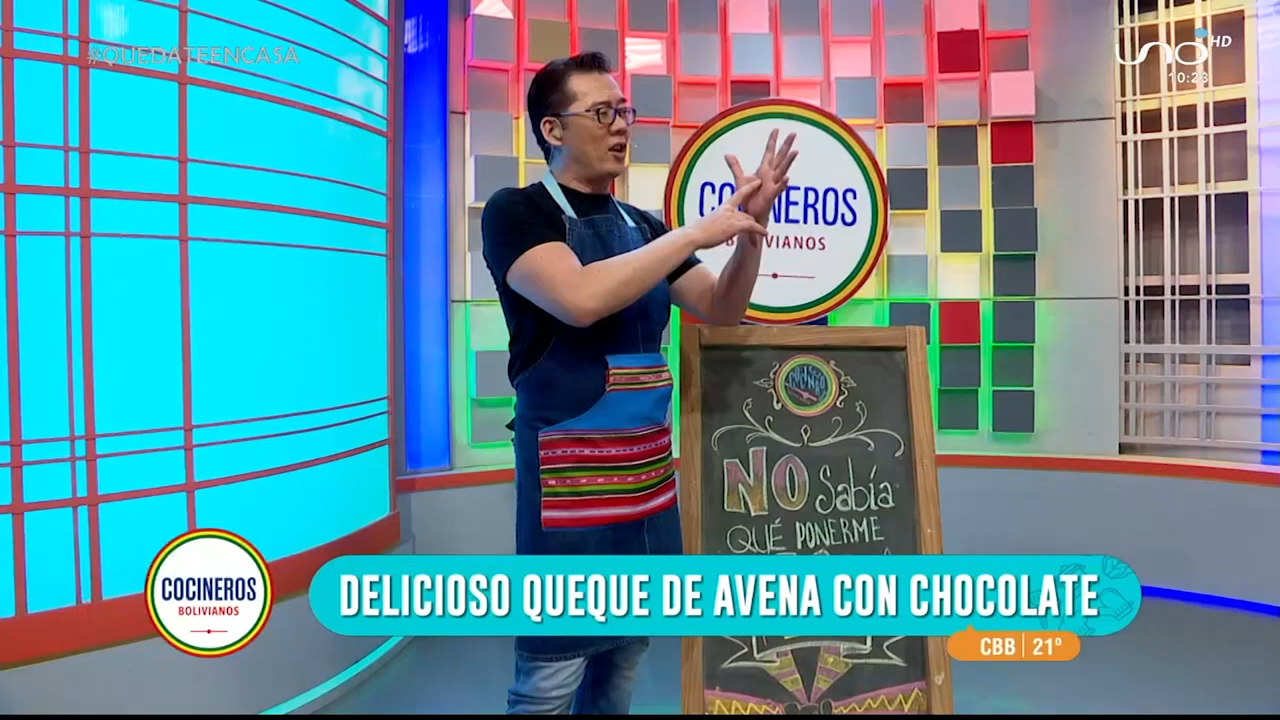 #QUEDATEENCASA
uno HD
10:23
COCINEROS
BOLIVIANOS
NO Sabía
QUÉ PONERME
COCINEROS
BOLIVIANOS
DELICIOSO QUEQUE DE AVENA CON CHOCOLATE
CBB 21º